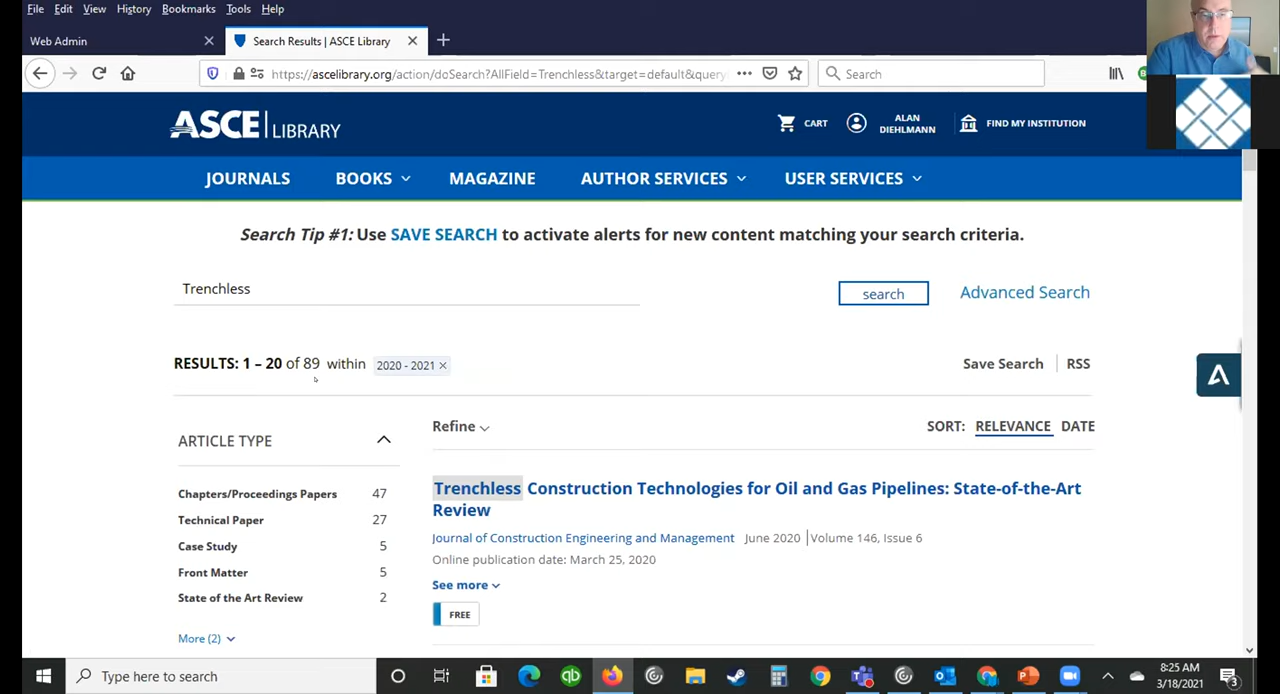 File Edit View History Bookmarks Tools Help
Web Admin
Search Results | ASCE Library
https://ascelibrary.org/action/doSearch?AllField=Trenchless&target=default&query
Search
ASCE | LIBRARY
CART
ALAN
DIEHLMANN
FIND MY INSTITUTION
JOURNALS BOOKS MAGAZINE AUTHOR SERVICES USER SERVICES
Search Tip #1: Use SAVE SEARCH to activate alerts for new content matching your search criteria.
Trenchless
search
Advanced Search
RESULTS: 1 – 20 of 89 within 2020 - 2021 ×
Save Search RSS
ARTICLE TYPE
Chapters/Proceedings Papers 47
Technical Paper 27
Case Study 5
Front Matter 5
State of the Art Review 2
More (2)
Refine
SORT: RELEVANCE DATE
Trenchless Construction Technologies for Oil and Gas Pipelines: State-of-the-Art
Review
Journal of Construction Engineering and Management June 2020 | Volume 146, Issue 6
Online publication date: March 25, 2020
See more
FREE
Type here to search
8:25 AM
3/18/2021
3